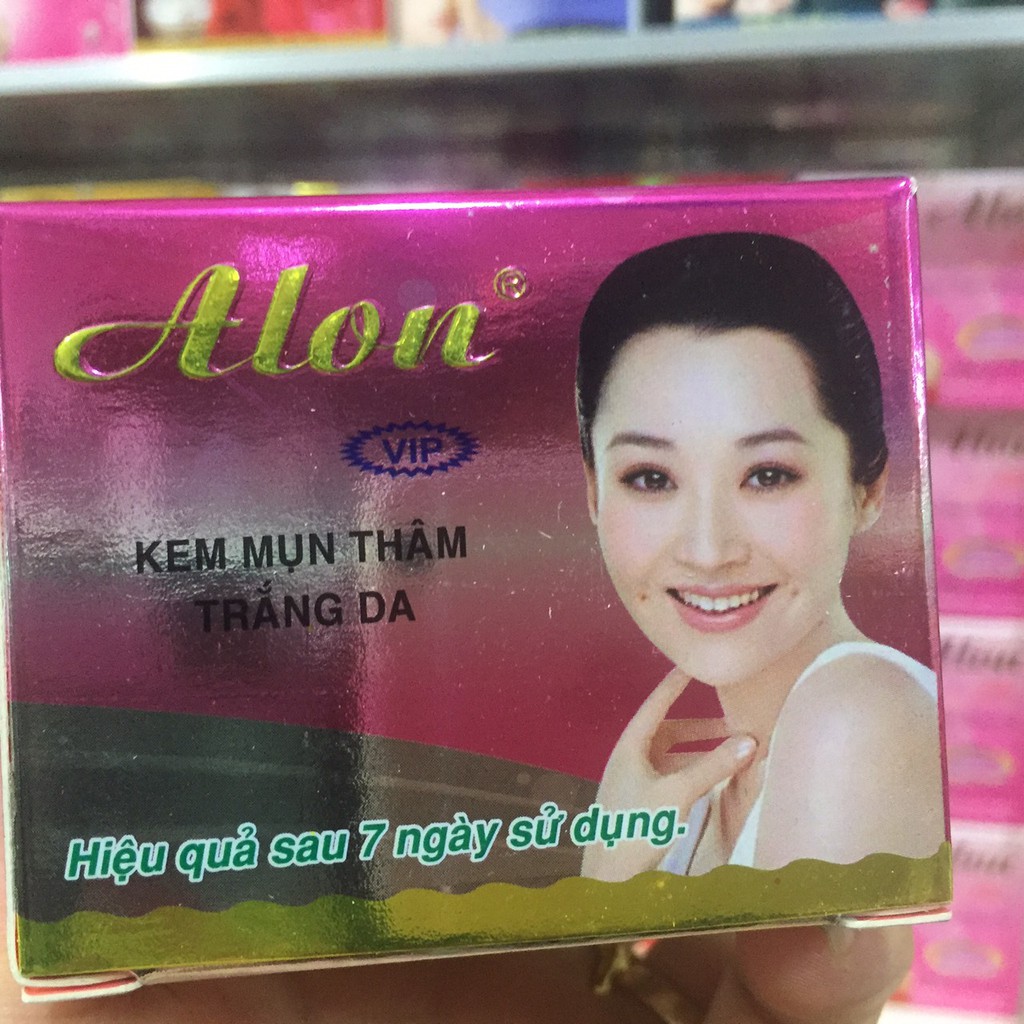 Alon®
VIP
KEM MỤN THÂM
TRẮNG DA
Hiệu quả sau 7 ngày sử dụng.